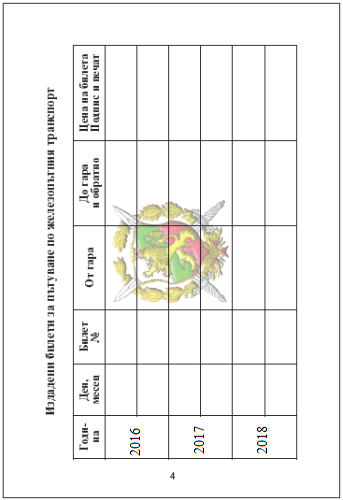 Издадени билети за пътуване по железопътния транспорт
Годи-
на
Ден,
месец
Билет
№
От гара
До гара
и обратно
Цена на билета
Подпис и печат
2016
2017
2018
4